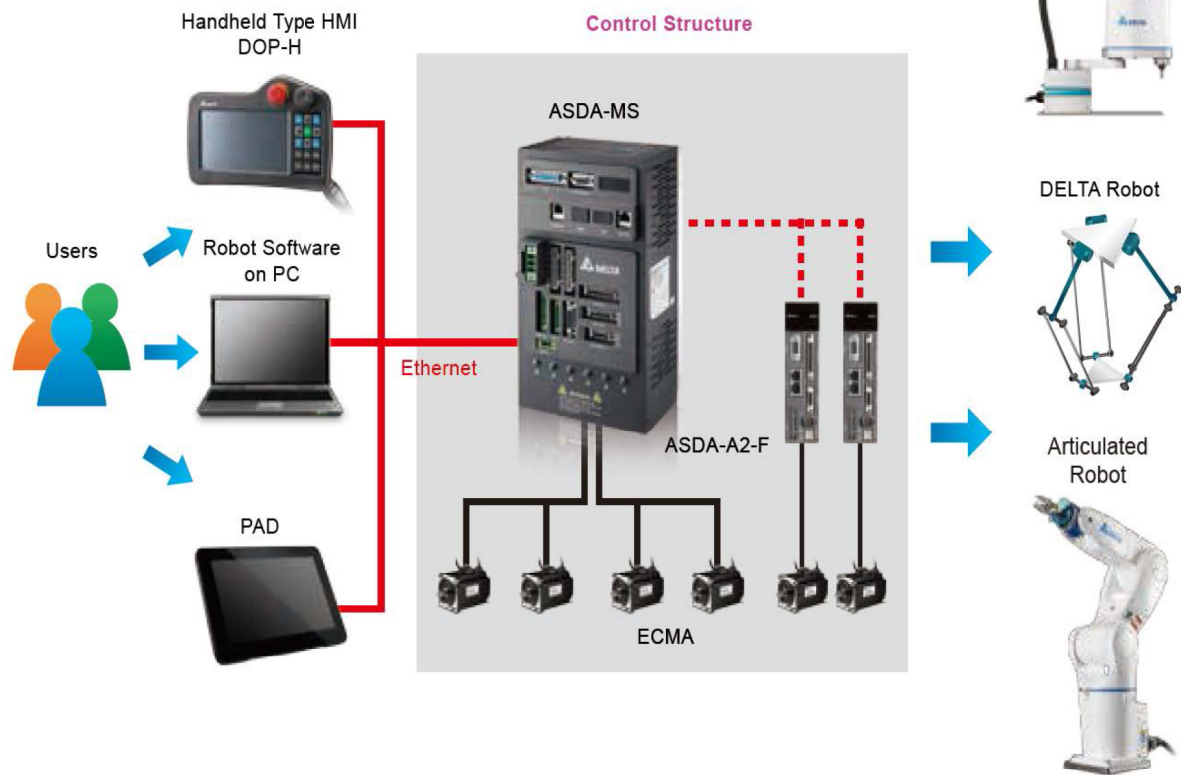 Handheld Type HMI
DOP-H
Control Structure
ASDA-MS
DELTA Robot
Users
Robot Software
on PC
Ethernet
ASDA-A2-F
Articulated
Robot
PAD
ECMA